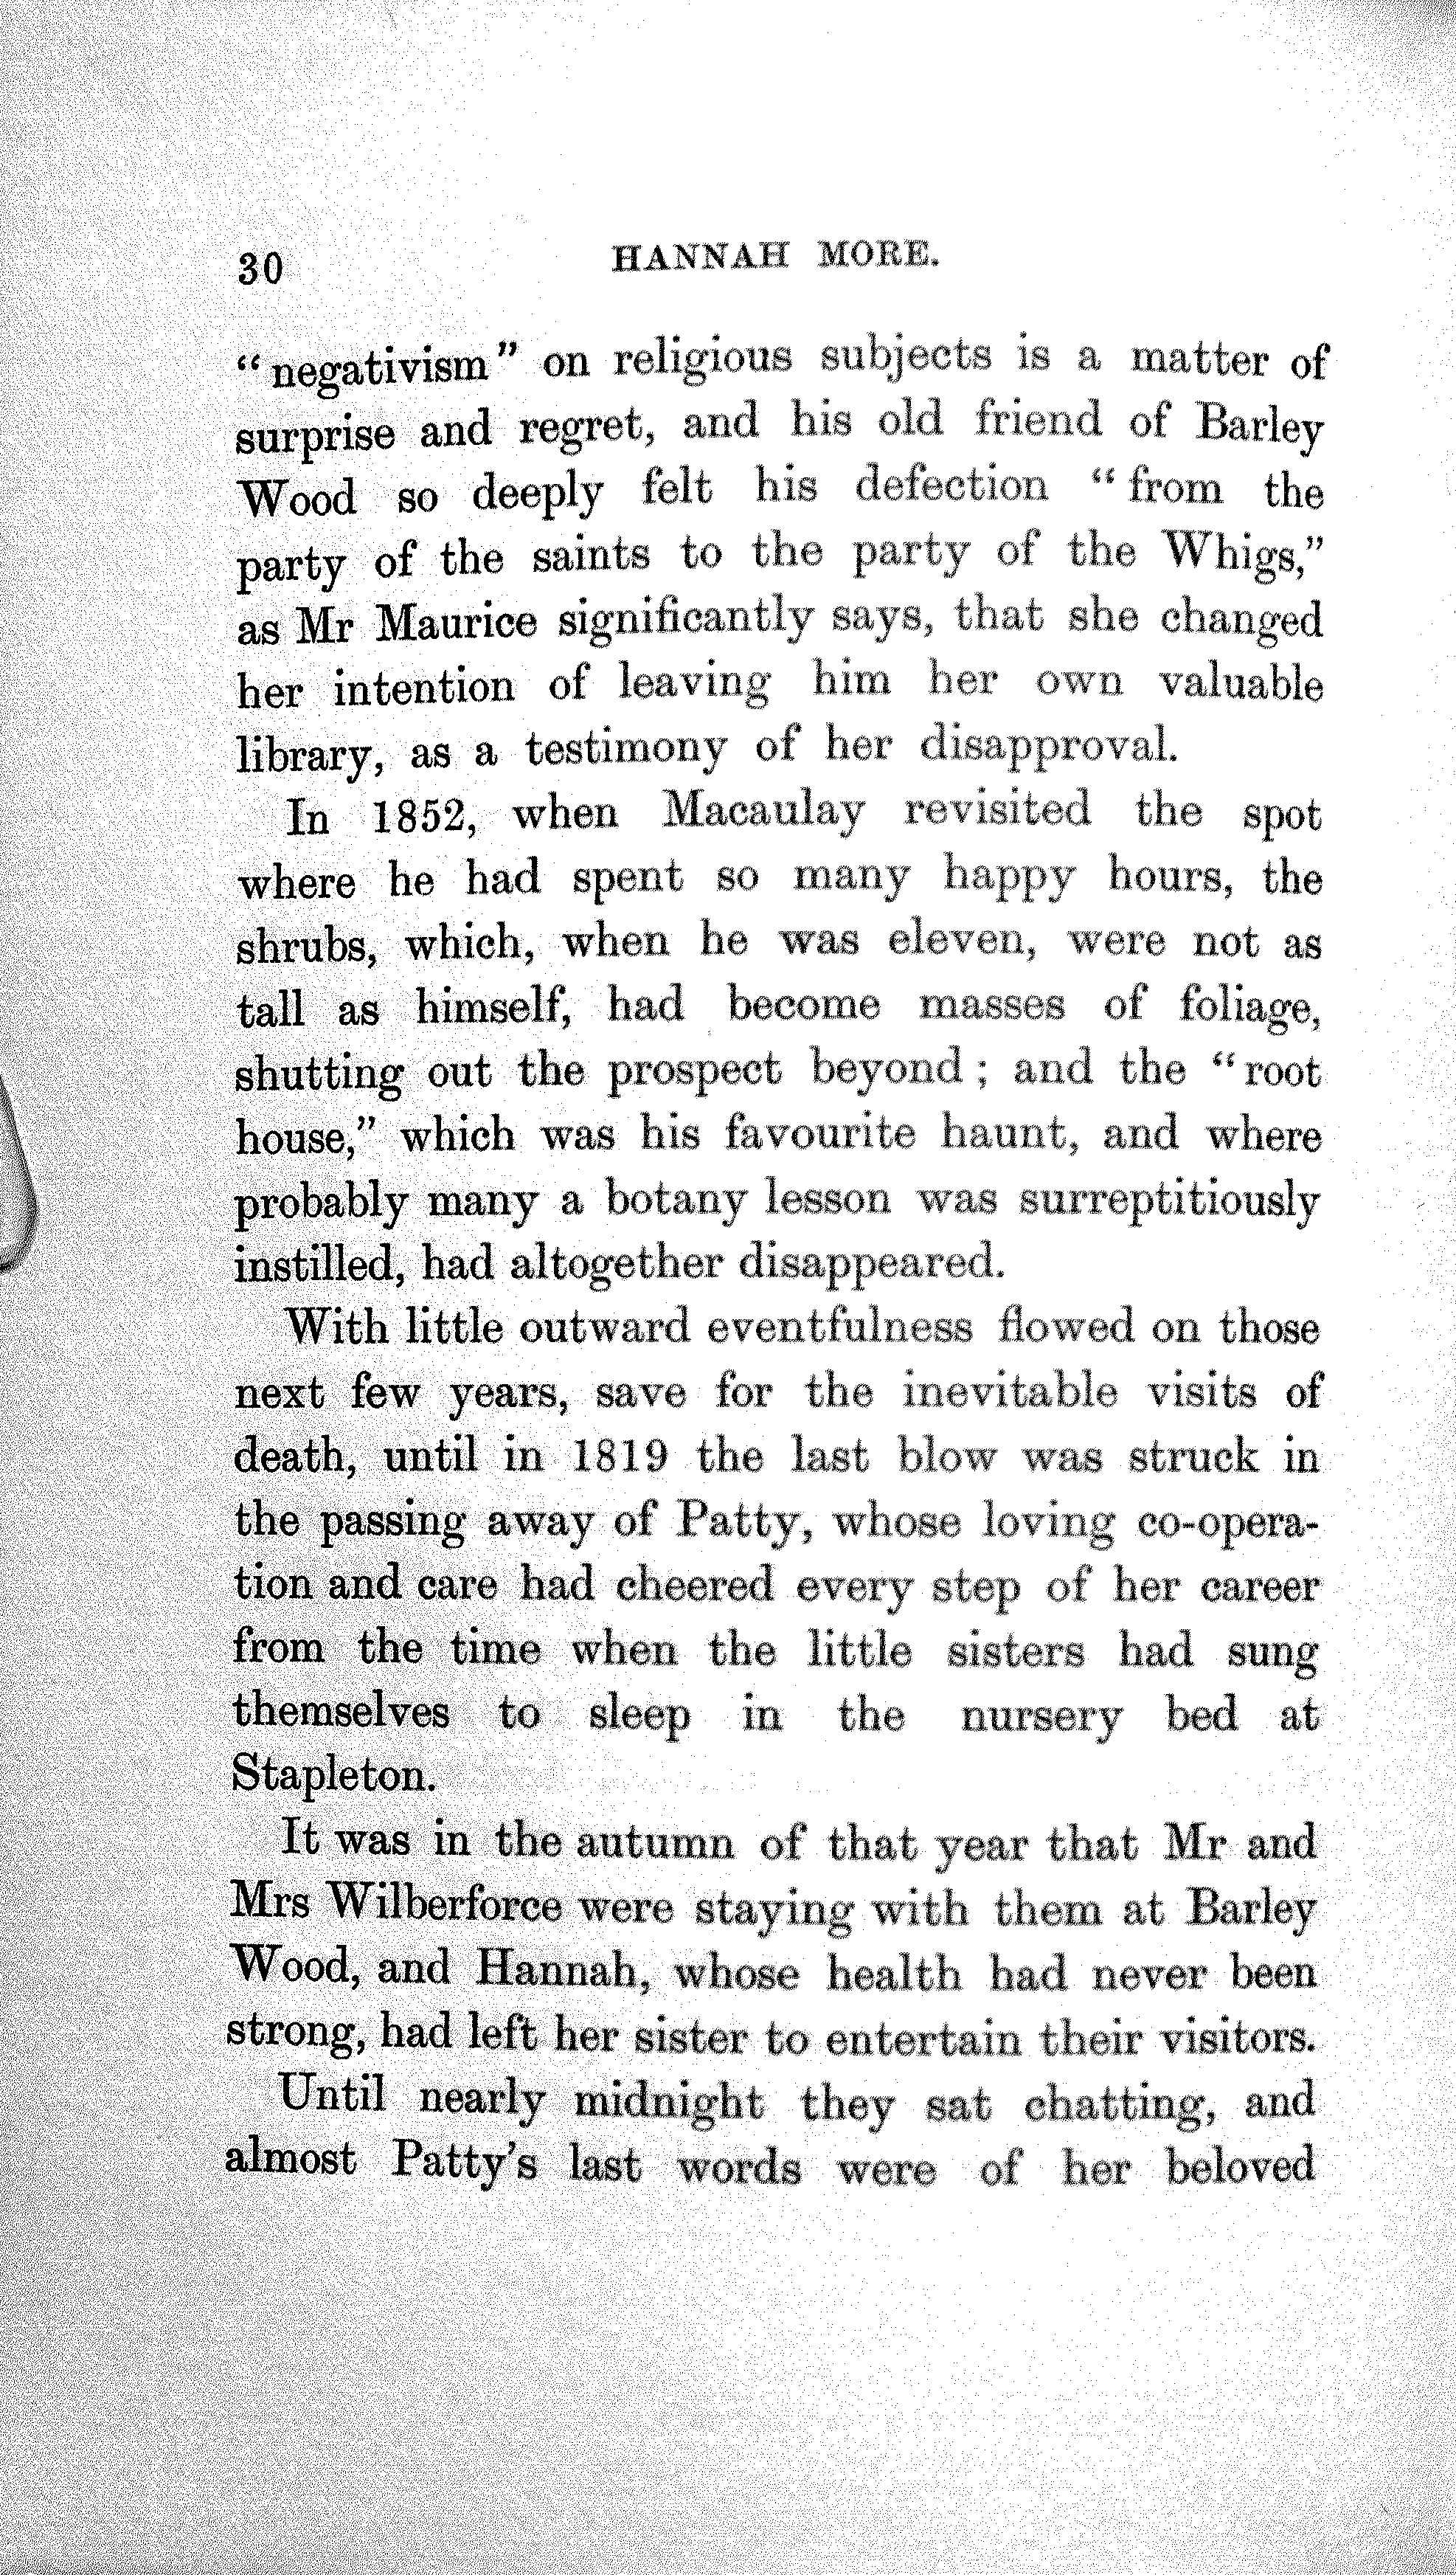 30 HANNAH MORE.
“negativism” on religious subjects is a matter of
surprise and regret, and his old friend of Barley
Wood so deeply felt his defection “from the
party of the saints to the party of the Whigs,”
as Mr Maurice significantly says, that she changed
her intention of leaving him her own valuable
library, as a testimony of her disapproval.
In 1852, when Macaulay revisited the spot
where he had spent so many happy hours, the
shrubs, which, when he was eleven, were not as
tall as himself, had become masses of foliage,
shutting out the prospect beyond; and the “root
house,” which was his favourite haunt, and where
probably many a botany lesson was surreptitiously
instilled, had altogether disappeared.
With little outward eventfulness flowed on those
next few years, save for the inevitable visits of
death, until in 1819 the last blow was struck in
the passing away of Patty, whose loving co-opera-
tion and care had cheered every step of her career
from the time when the little sisters had sung
themselves to sleep in the nursery bed at
Stapleton.
It was in the autumn of that year that Mr and
Mrs Wilberforce were staying with them at Barley
Wood, and Hannah, whose health had never been
strong, had left her sister to entertain their visitors.
Until nearly midnight they sat chatting, and
almost Patty’s last words were of her beloved